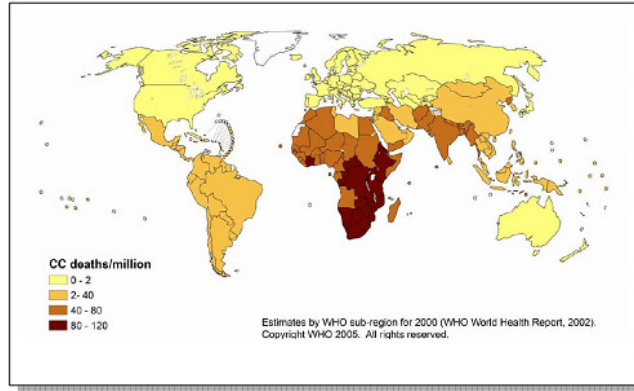 CC deaths/million
0 - 2
2- 40
40 - 80
80 - 120
Estimates by WHO sub-region for 2000 (WHO World Health Report, 2002).
Copyright WHO 2005. All rights reserved.